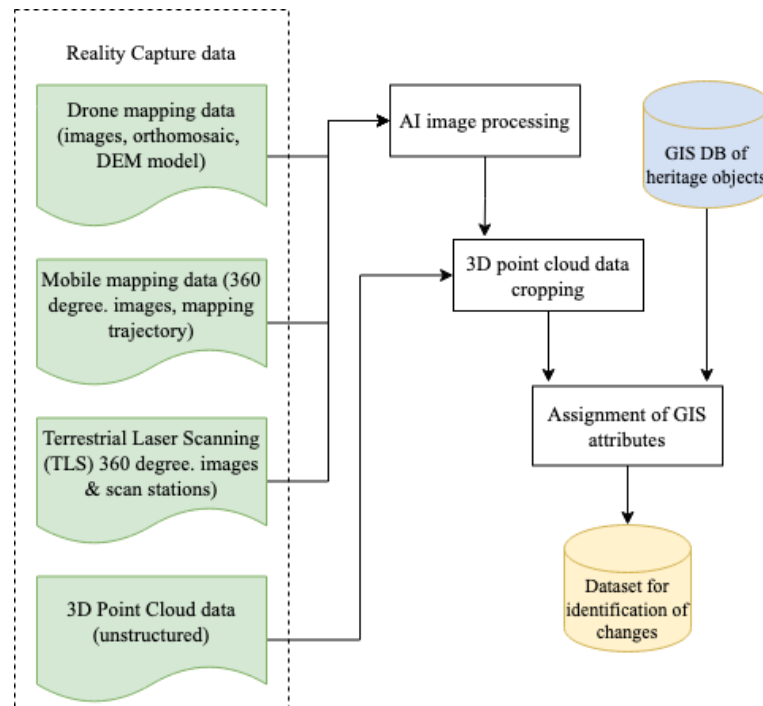 Reality Capture data
Drone mapping data
(images, orthomosaic,
DEM model)
Mobile mapping data (360
degree. images, mapping
trajectory)
Terrestrial Laser Scanning
(TLS) 360 degree. images
& scan stations)
3D Point Cloud data
(unstructured)
AI image processing
3D point cloud data
cropping
GIS DB of
heritage objects
Assignment of GIS
attributes
Dataset for
identification of
changes